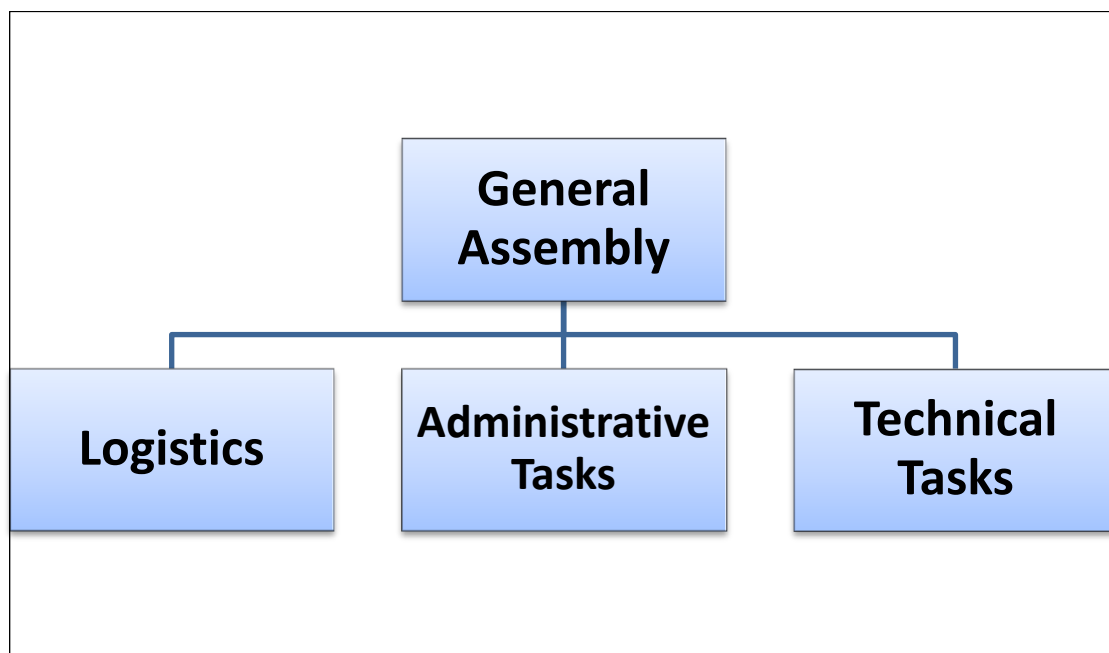 General
Assembly
Logistics
Administrative
Tasks
Technical
Tasks